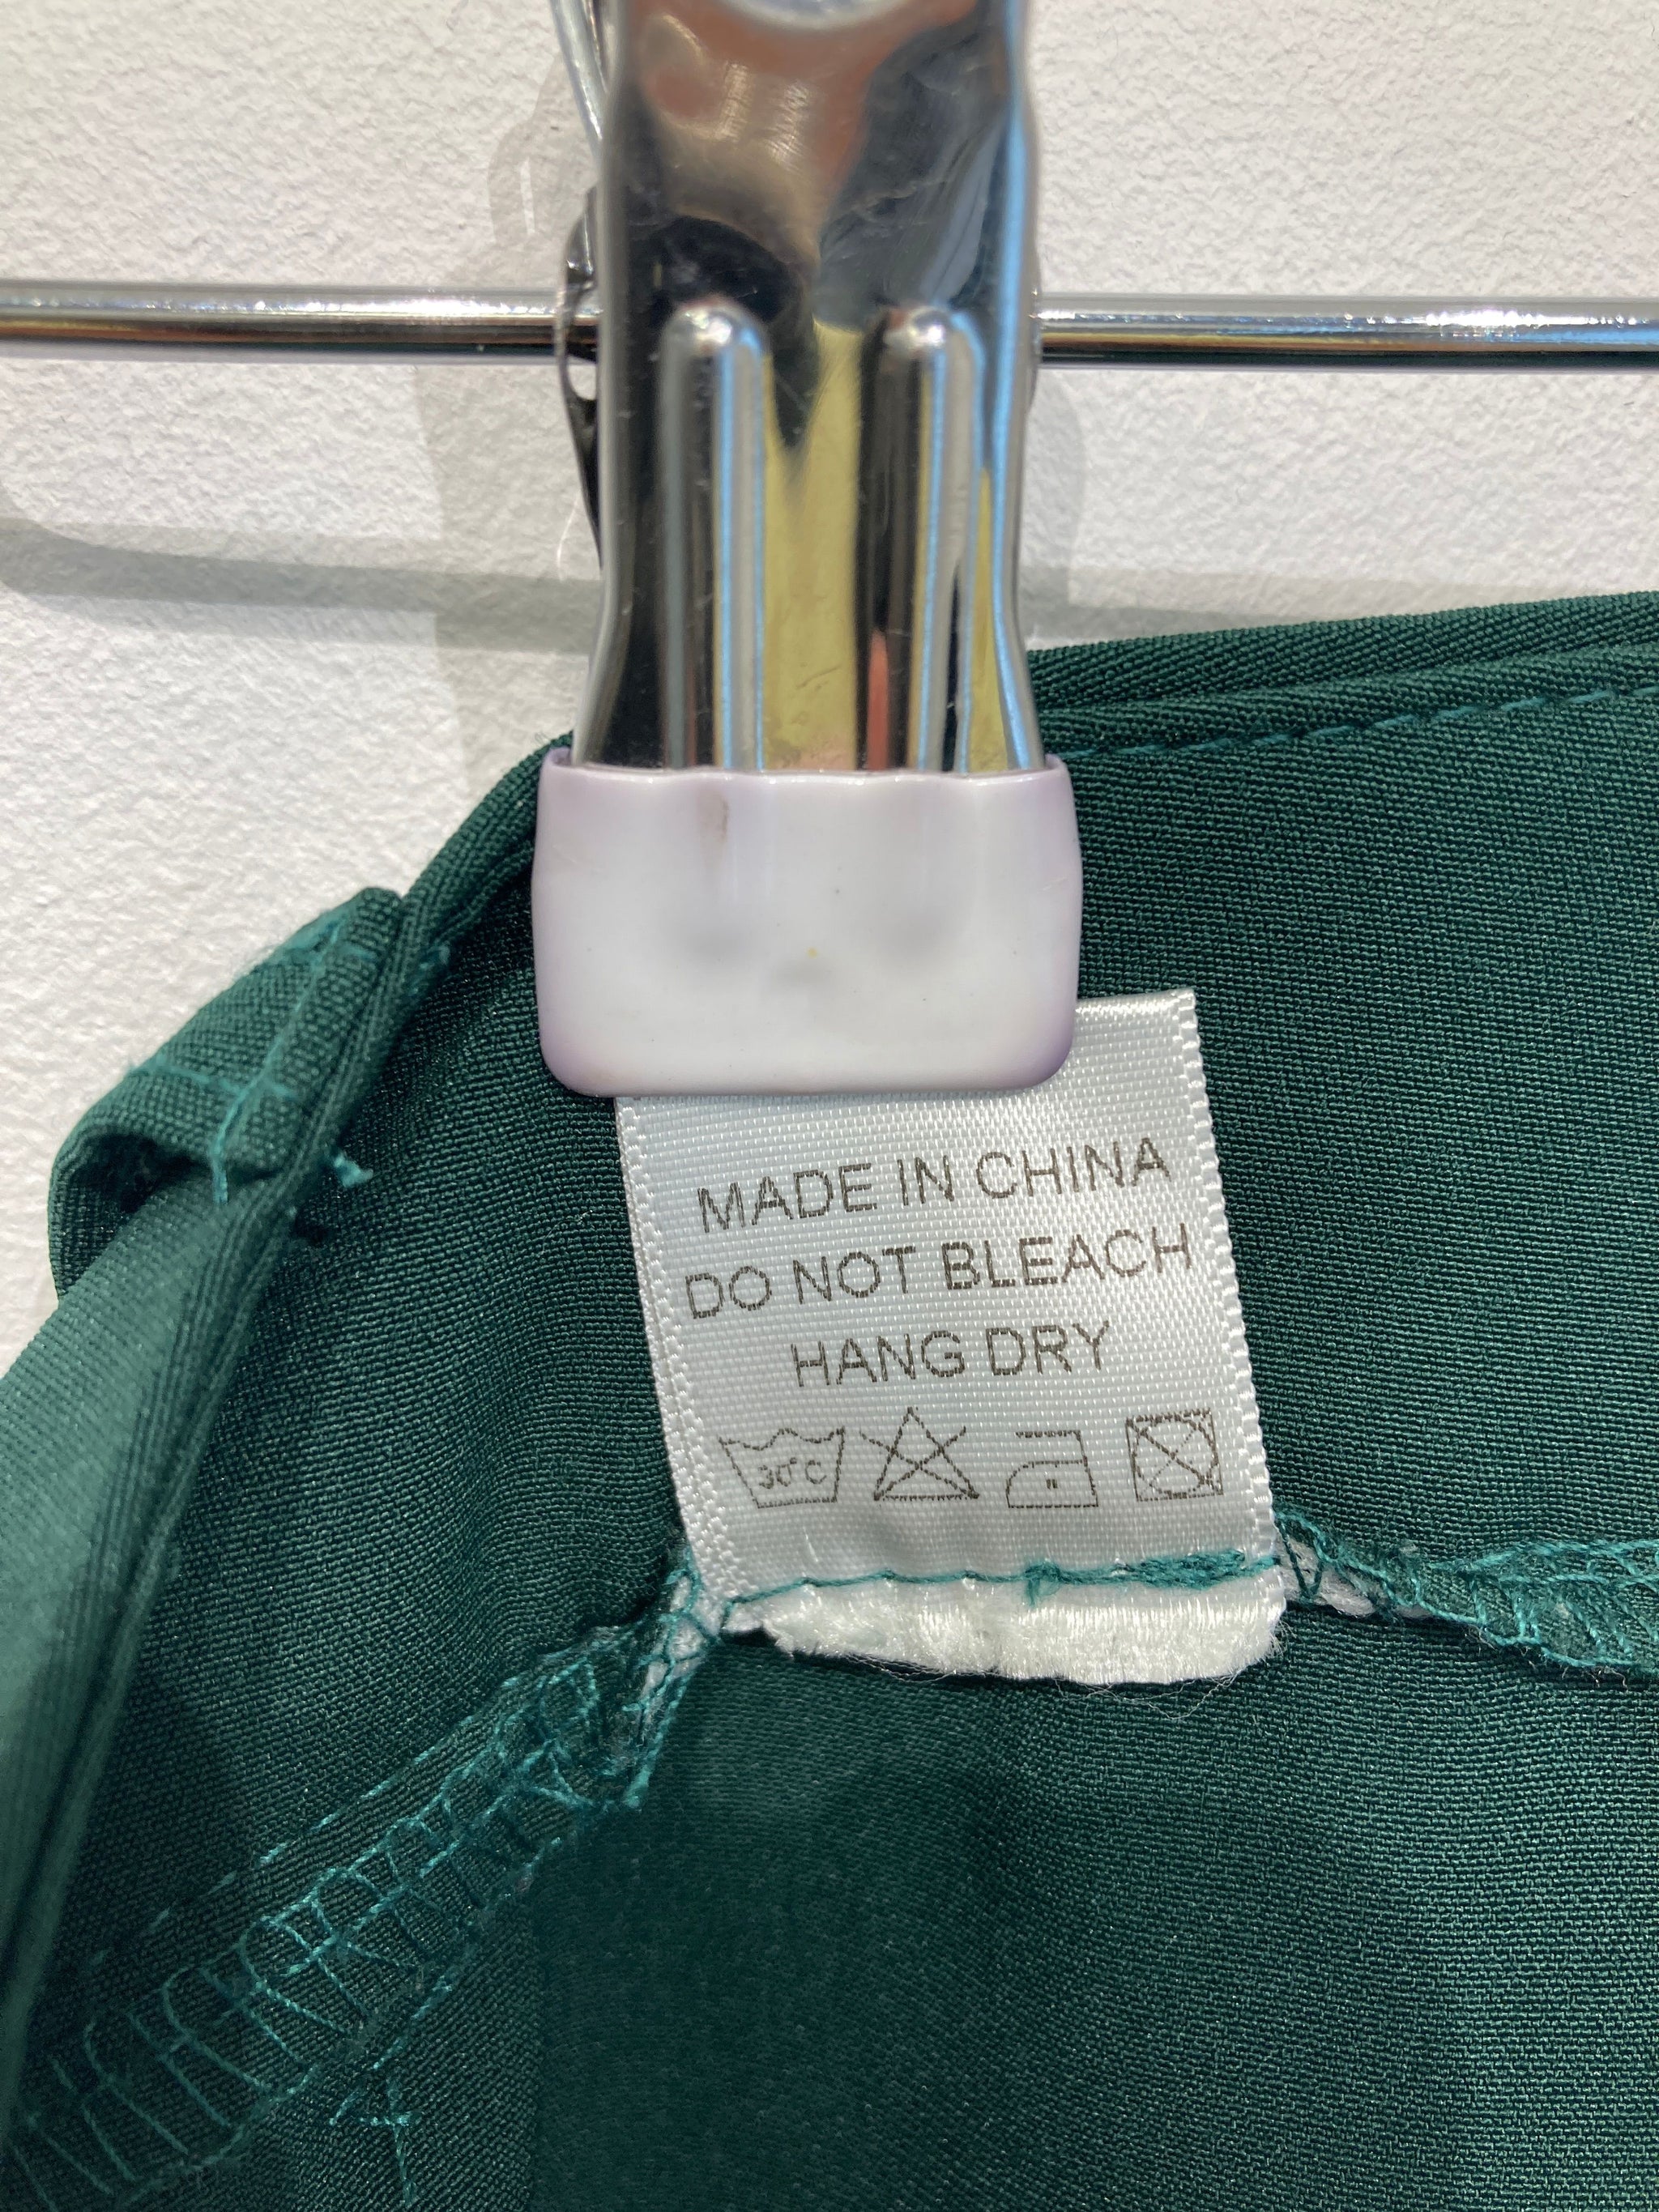 MADE IN CHINA
DO NOT BLEACH
HANG DRY
30°C